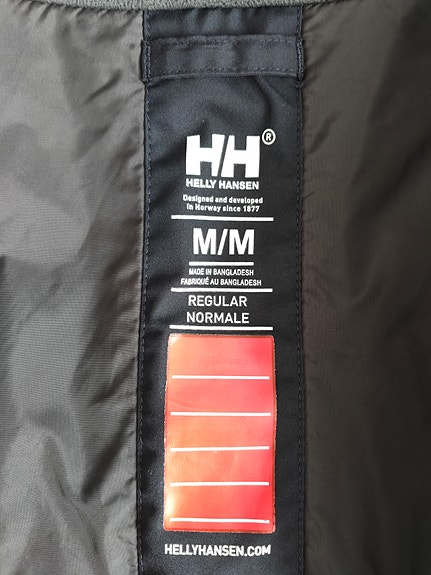 H/H®
HELLY HANSEN
Designed and developed
in Norway since 1877
M/M
MADE IN BANGLADESH
FABRIQUÉ AU BANGLADESH
REGULAR
NORMALE
HELLYHANSEN.COM